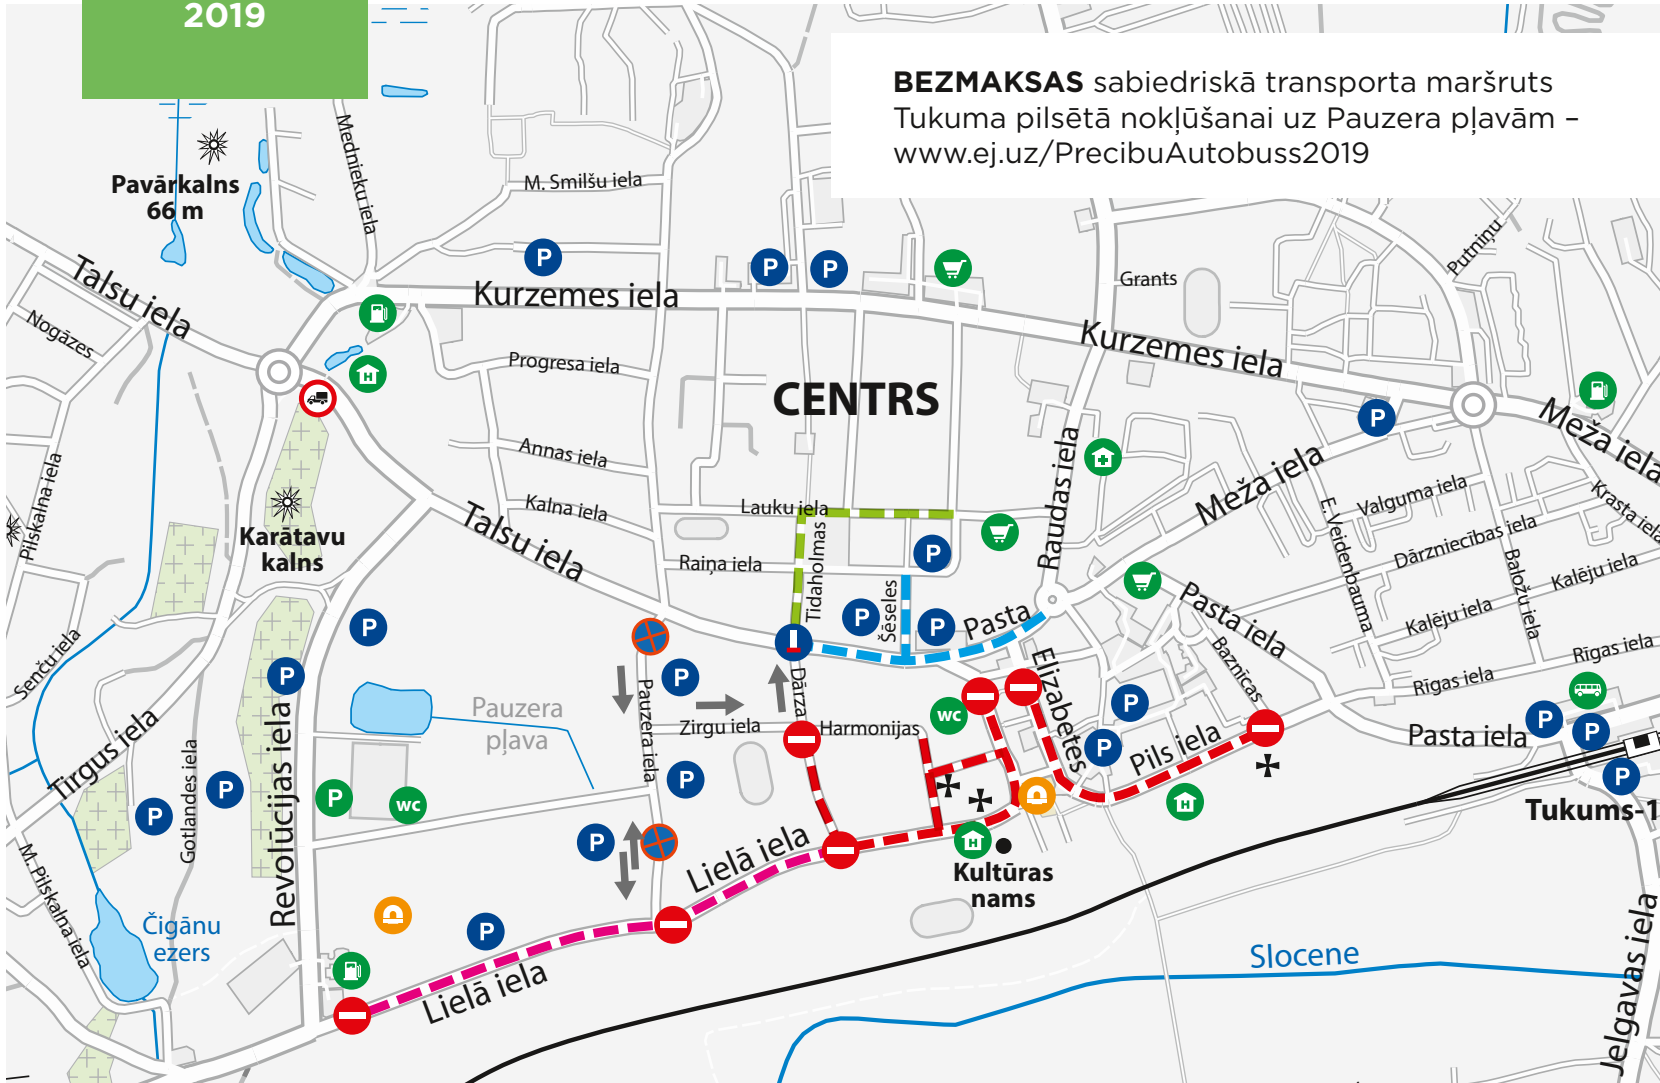 2019
BEZMAKSAS sabiedriskā transporta maršruts
Tukuma pilsētā nokļūšanai uz Pauzera pļavām –
www.ej.uz/PrecibuAutobuss2019
Pavārkalns
66 m
Mednieku iela
M. Smilšu iela
Talsu iela
Nogāzes
P
P
P
Kurzemes iela
Grants
Putniņu
Kurzemes iela
Progresa iela
H
CENTRS
P
Meža iela
Meža iela
Pilskalna iela
Annas iela
Kalna iela
Lauku iela
Raudas iela
Valguma iela
Krasta iela
Karātavu
kalns
Talsu iela
Raiņa iela
Tidaholmas
P
E. Veidenbauma
Dārzniecības iela
Baložu iela
Kalēju iela
Kalēju iela
Šēseles
P
P
P
Pasta
Pasta iela
Baznīcas
Rīgas iela
Rīgas iela
Senču iela
P
P
Pauzera iela
Dārza
Elizabetes
P
P
P
P
P
Pauzera
pļava
Zirgu iela
Harmonijas
WC
Pils iela
Pasta iela
Tirgus iela
Gotlandes iela
Revolūcijas iela
P
P
P
WC
P
P
H
H
Tukums-1
Lielā iela
Kultūras
nams
M. Pilskalna iela
Čigānu
ezers
P
Lielā iela
Slocene
Jelgavas iela